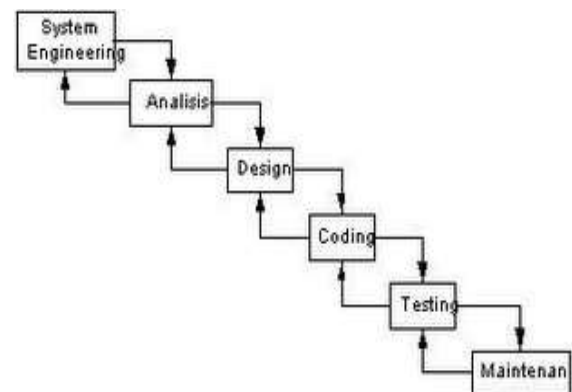 System
Engineering
Analisis
Design
Coding
Testing
Maintenan